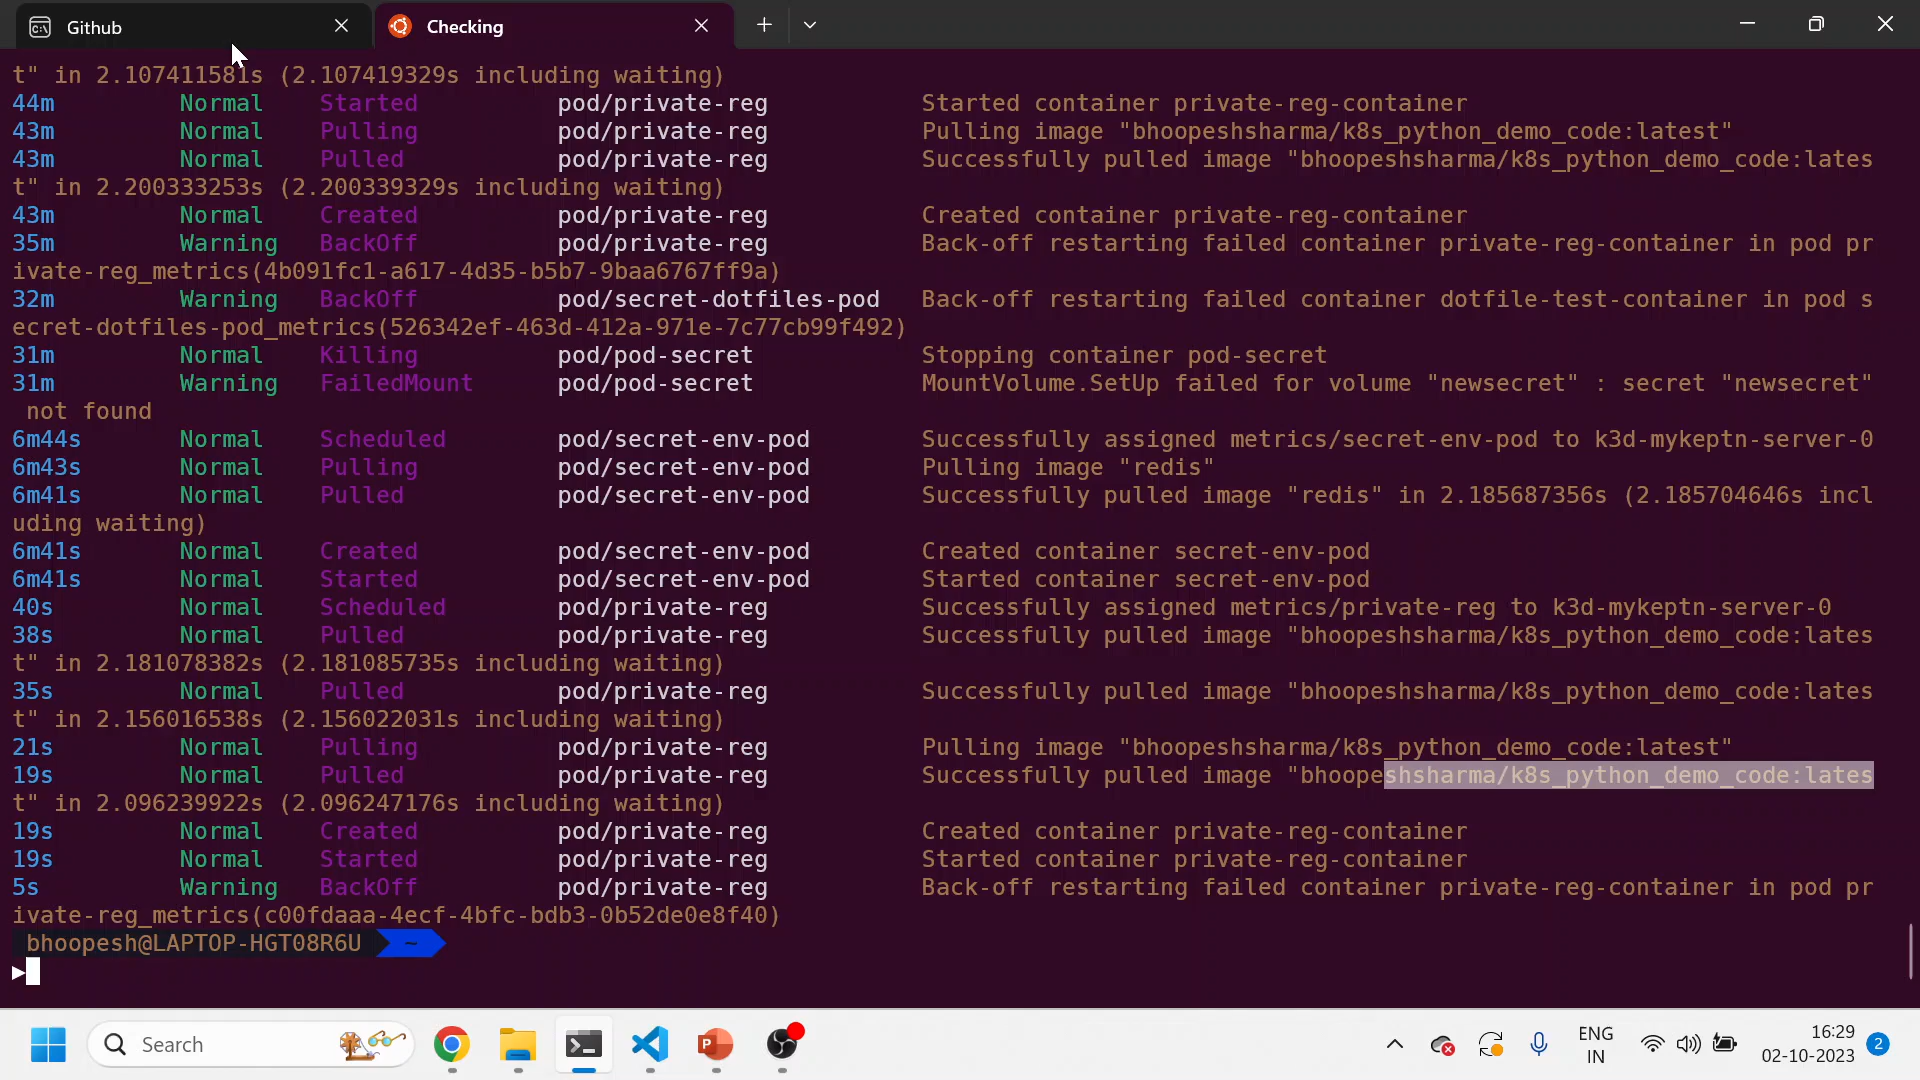 Github
Checking
t" in 2.107411581s (2.107419329s including waiting)
44m Normal Started pod/private-reg Started container private-reg-container
43m Normal Pulling pod/private-reg Pulling image "bhoopeshsharma/k8s_python_demo_code:latest"
43m Normal Pulled pod/private-reg Successfully pulled image "bhoopeshsharma/k8s_python_demo_code:lates
t" in 2.200333253s (2.200339329s including waiting)
43m Normal Created pod/private-reg Created container private-reg-container
35m Warning BackOff pod/private-reg Back-off restarting failed container private-reg-container in pod pr
ivate-reg_metrics(4b091fc1-a617-4d35-b5b7-9baa6767ff9a)
32m Warning BackOff pod/secret-dotfiles-pod Back-off restarting failed container dotfile-test-container in pod s
ecret-dotfiles-pod_metrics(526342ef-463d-412a-971e-7c77cb99f492)
31m Normal Killing pod/pod-secret Stopping container pod-secret
31m Warning FailedMount pod/pod-secret MountVolume.SetUp failed for volume "newsecret" : secret "newsecret"
not found
6m44s Normal Scheduled pod/secret-env-pod Successfully assigned metrics/secret-env-pod to k3d-mykeptn-server-0
6m43s Normal Pulling pod/secret-env-pod Pulling image "redis"
6m41s Normal Pulled pod/secret-env-pod Successfully pulled image "redis" in 2.185687356s (2.185704646s incl
uding waiting)
6m41s Normal Created pod/secret-env-pod Created container secret-env-pod
6m41s Normal Started pod/secret-env-pod Started container secret-env-pod
40s Normal Scheduled pod/private-reg Successfully assigned metrics/private-reg to k3d-mykeptn-server-0
38s Normal Pulled pod/private-reg Successfully pulled image "bhoopeshsharma/k8s_python_demo_code:lates
t" in 2.181078382s (2.181085735s including waiting)
35s Normal Pulled pod/private-reg Successfully pulled image "bhoopeshsharma/k8s_python_demo_code:lates
t" in 2.156016538s (2.156022031s including waiting)
21s Normal Pulling pod/private-reg Pulling image "bhoopeshsharma/k8s_python_demo_code:latest"
19s Normal Pulled pod/private-reg Successfully pulled image "bhoopeshsharma/k8s_python_demo_code:lates
t" in 2.096239922s (2.096247176s including waiting)
19s Normal Created pod/private-reg Created container private-reg-container
19s Normal Started pod/private-reg Started container private-reg-container
5s Warning BackOff pod/private-reg Back-off restarting failed container private-reg-container in pod pr
ivate-reg_metrics(c00fdaaa-4ecf-4bfc-bdb3-0b52de0e8f40)
bhoopesh@LAPTOP-HGT08R6U ~
Search
ENG
IN
16:29
02-10-2023
2